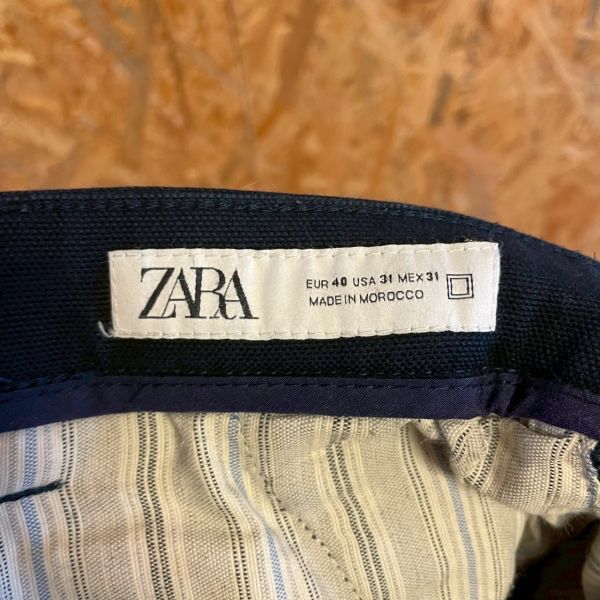 ZARA
EUR 40 USA 31 MEX 31
MADE IN MOROCCO